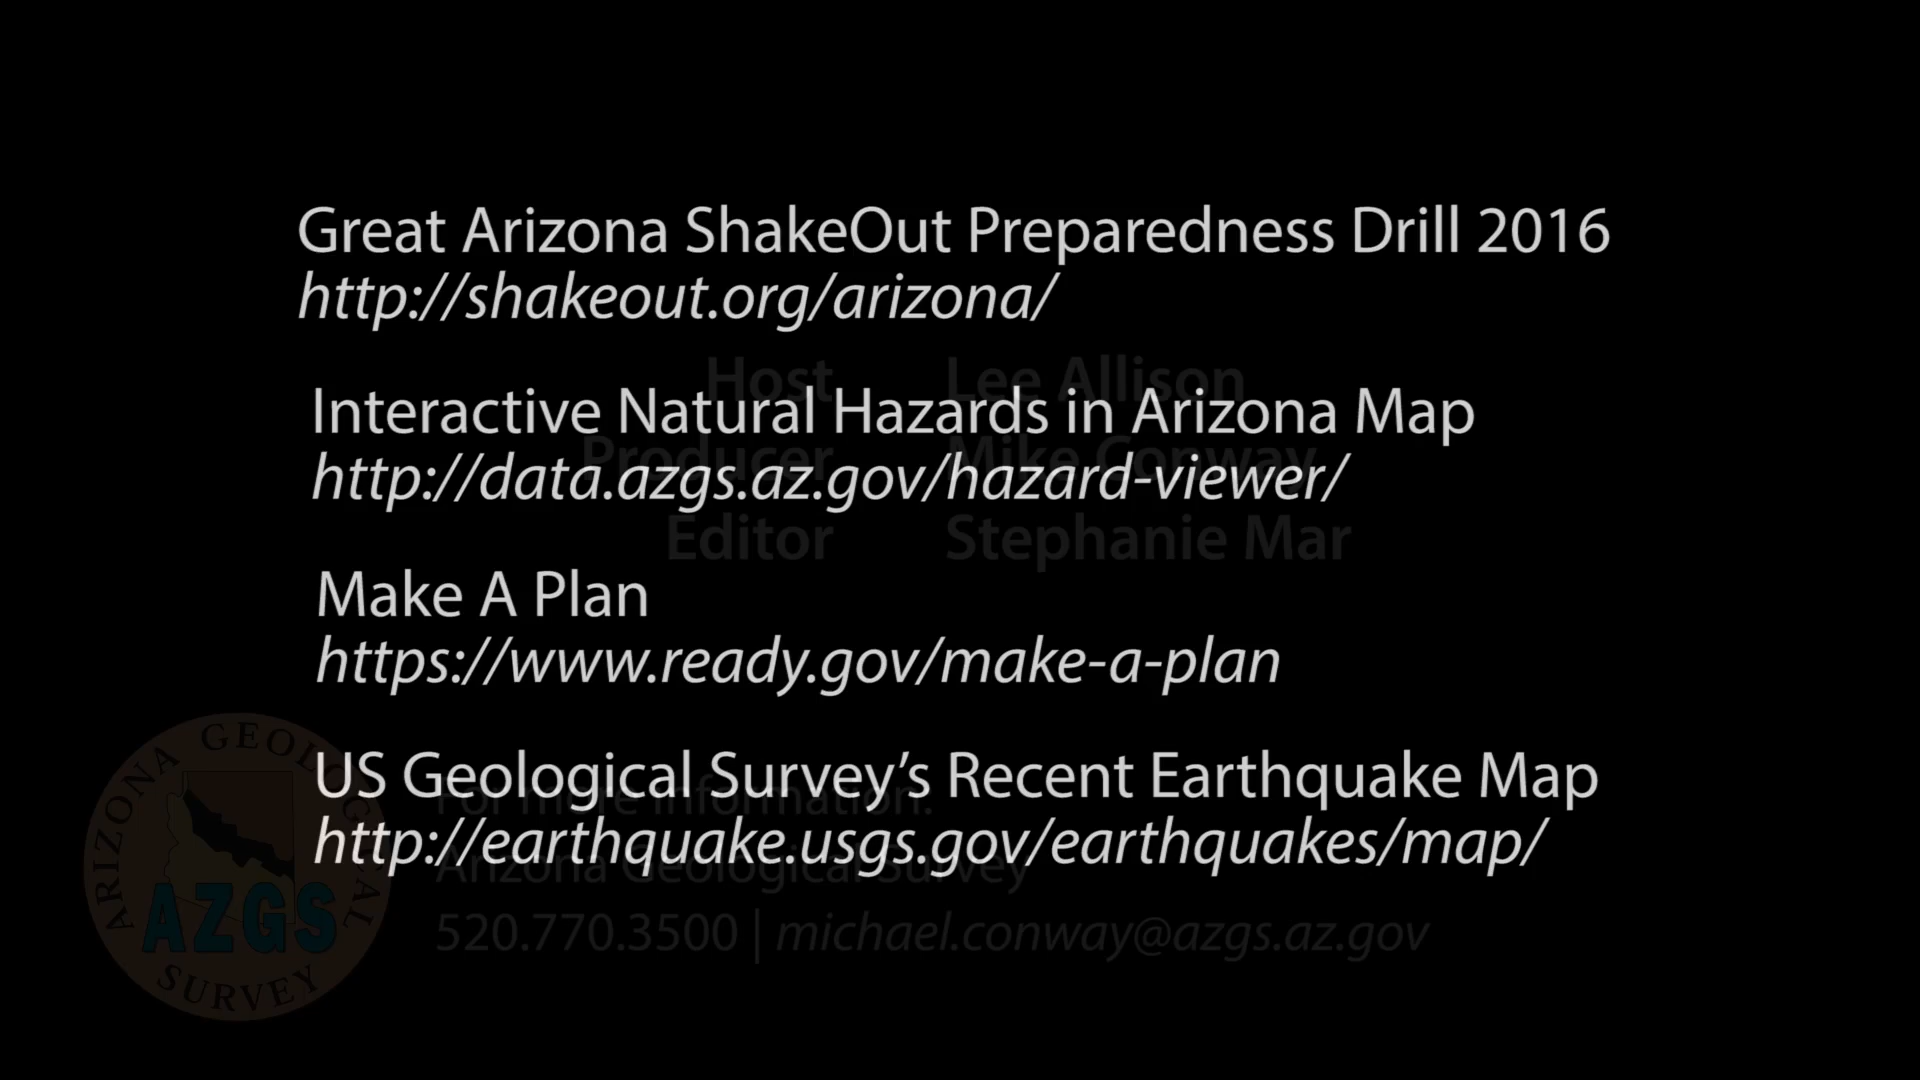 Great Arizona ShakeOut Preparedness Drill 2016
http://shakeout.org/arizona/
Host Lee Allison
Interactive Natural Hazards in Arizona Map
Producer Mike Conway
http://data.azgs.az.gov/hazard-viewer/
Editor Stephanie Mar
Make A Plan
https://www.ready.gov/make-a-plan
US Geological Survey’s Recent Earthquake Map
For more information:
http://earthquake.usgs.gov/earthquakes/map/
Arizona Geological Survey
520.770.3500 | michael.conway@azgs.az.gov
ARIZONA GEOLOGICAL
AZGS
SURVEY